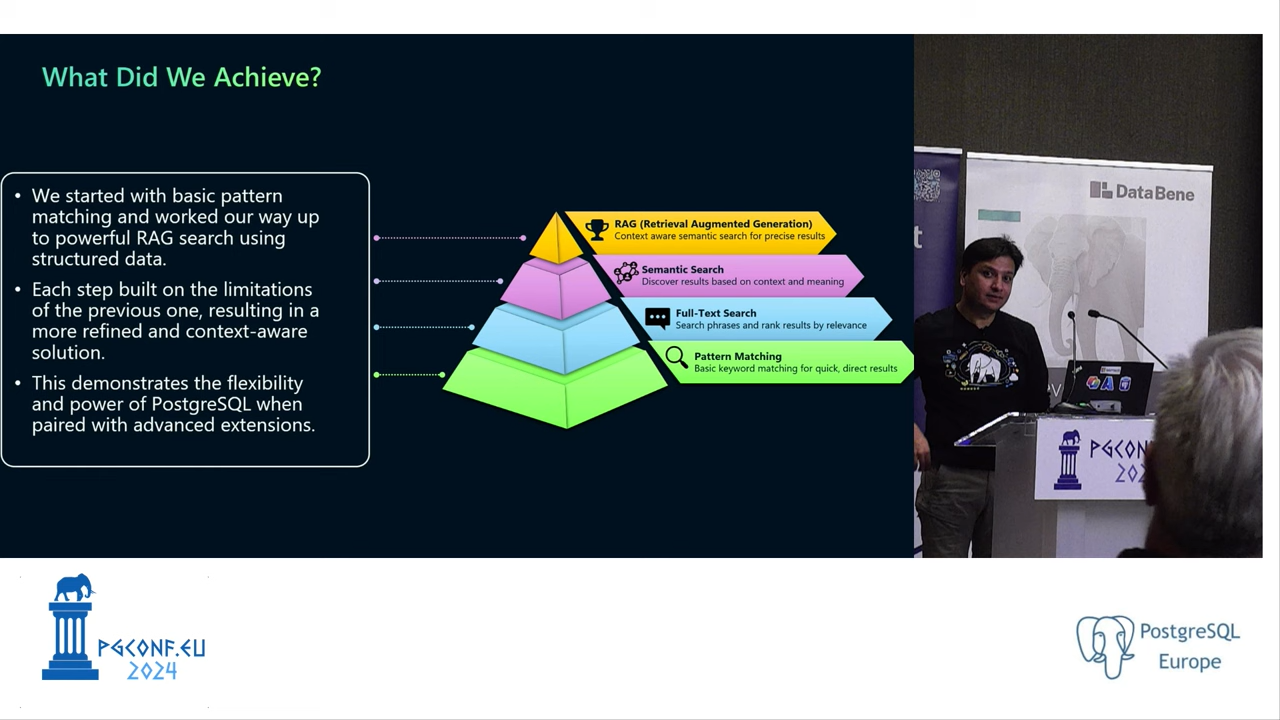 What Did We Achieve?
• We started with basic pattern
matching and worked our way up
to powerful RAG search using
structured data.
• Each step built on the limitations
of the previous one, resulting in a
more refined and context-aware
solution.
• This demonstrates the flexibility
and power of PostgreSQL when
paired with advanced extensions.
RAG (Retrieval Augmented Generation)
Context aware semantic search for precise results
Semantic Search
Discover results based on context and meaning
Full-Text Search
Search phrases and rank results by relevance
Pattern Matching
Basic keyword matching for quick, direct results
DataBene
PGCON
202
PGCONF.EU
2024
PostgreSQL
Europe